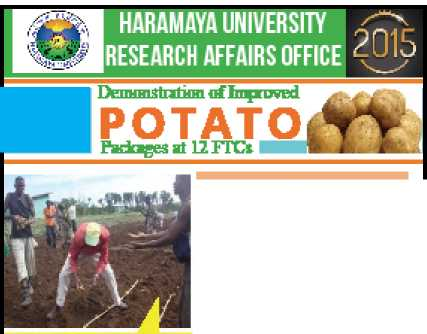 HARAMAYA UNIVERSITY
RESEARCH AFFAIRS OFFICE
2015
Demonstration of Improved
POTATO
Packages at 12 FTCs